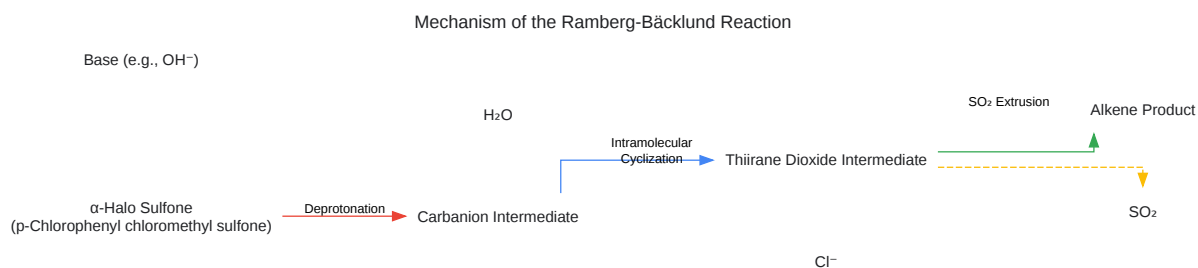 Mechanism of the Ramberg-Bäcklund Reaction
Base (e.g., OH⁻)
H₂O
SO₂ Extrusion
Alkene Product
Intramolecular
Cyclization
Thiirane Dioxide Intermediate
α-Halo Sulfone
(p-Chlorophenyl chloromethyl sulfone)
Deprotonation
Carbanion Intermediate
SO₂
Cl⁻